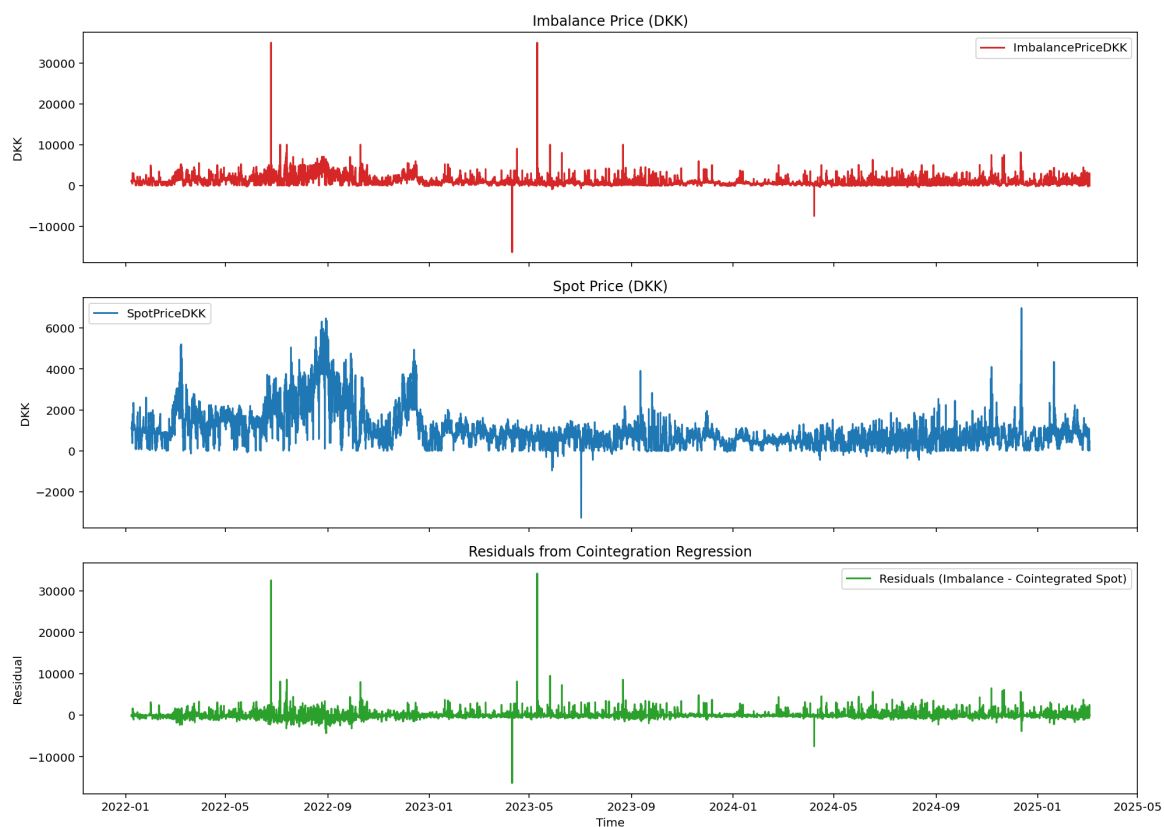 Imbalance Price (DKK)
ImbalancePriceDKK
DKK
30000
20000
10000
0
−10000
Spot Price (DKK)
SpotPriceDKK
DKK
6000
4000
2000
0
−2000
Residuals from Cointegration Regression
Residuals (Imbalance - Cointegrated Spot)
Residual
30000
20000
10000
0
−10000
2022-01 2022-05 2022-09 2023-01 2023-05 2023-09 2024-01 2024-05 2024-09 2025-01 2025-05
Time